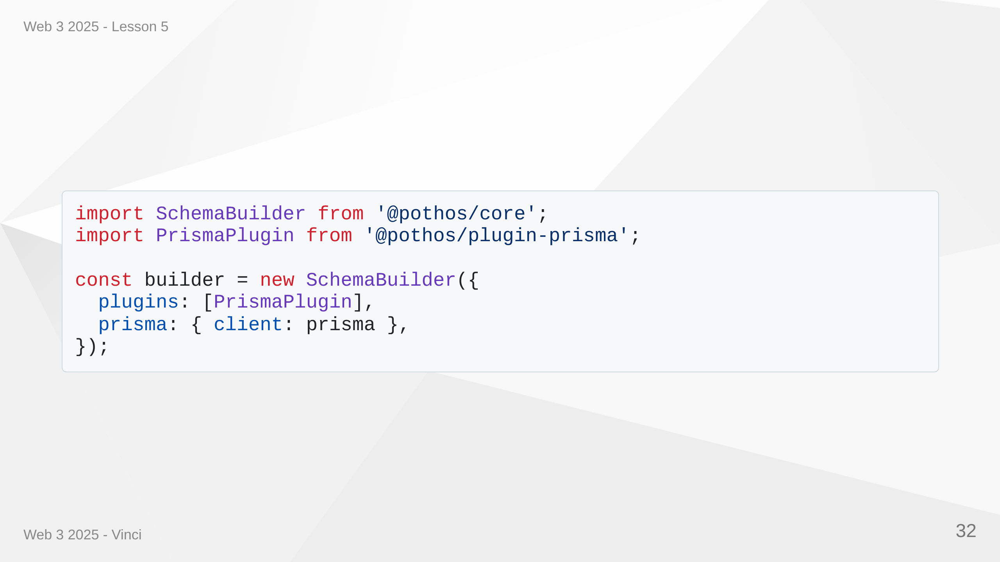 Web 3 2025 - Lesson 5
import SchemaBuilder from '@pothos/core';
import PrismaPlugin from '@pothos/plugin-prisma';

const builder = new SchemaBuilder({
  plugins: [PrismaPlugin],
  prisma: { client: prisma },
});
Web 3 2025 - Vinci
32